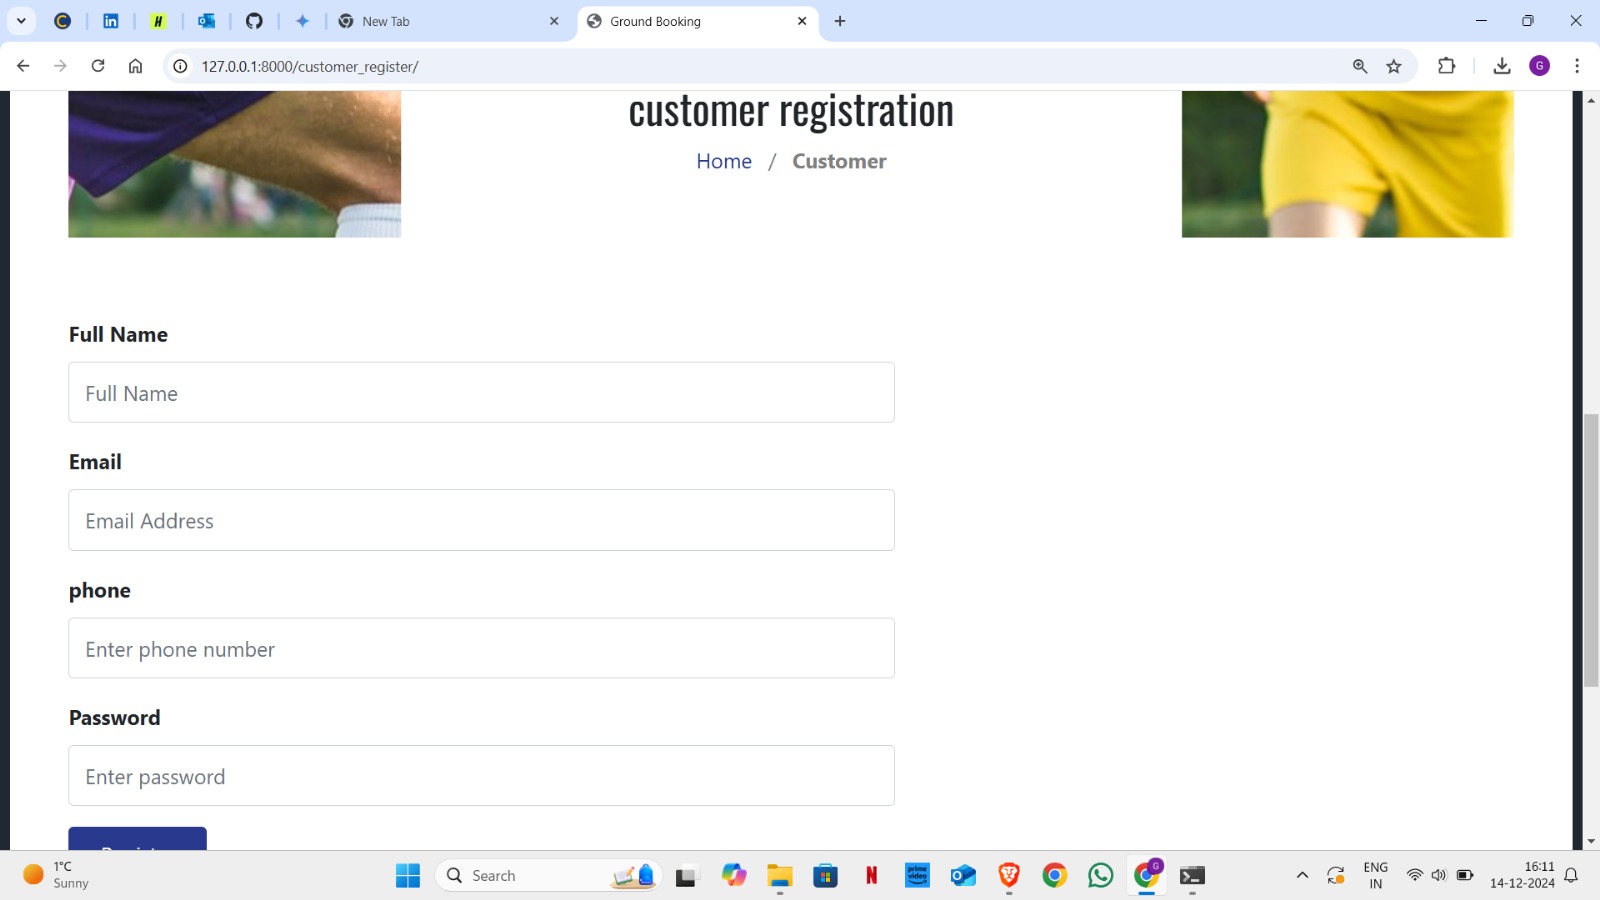 New Tab
Ground Booking
127.0.0.1:8000/customer_register/
G
customer registration
Home / Customer
Full Name
Full Name
Email
Email Address
phone
Enter phone number
Password
Enter password
1°C
Sunny
Search
prime video
ENG
IN
16:11
14-12-2024